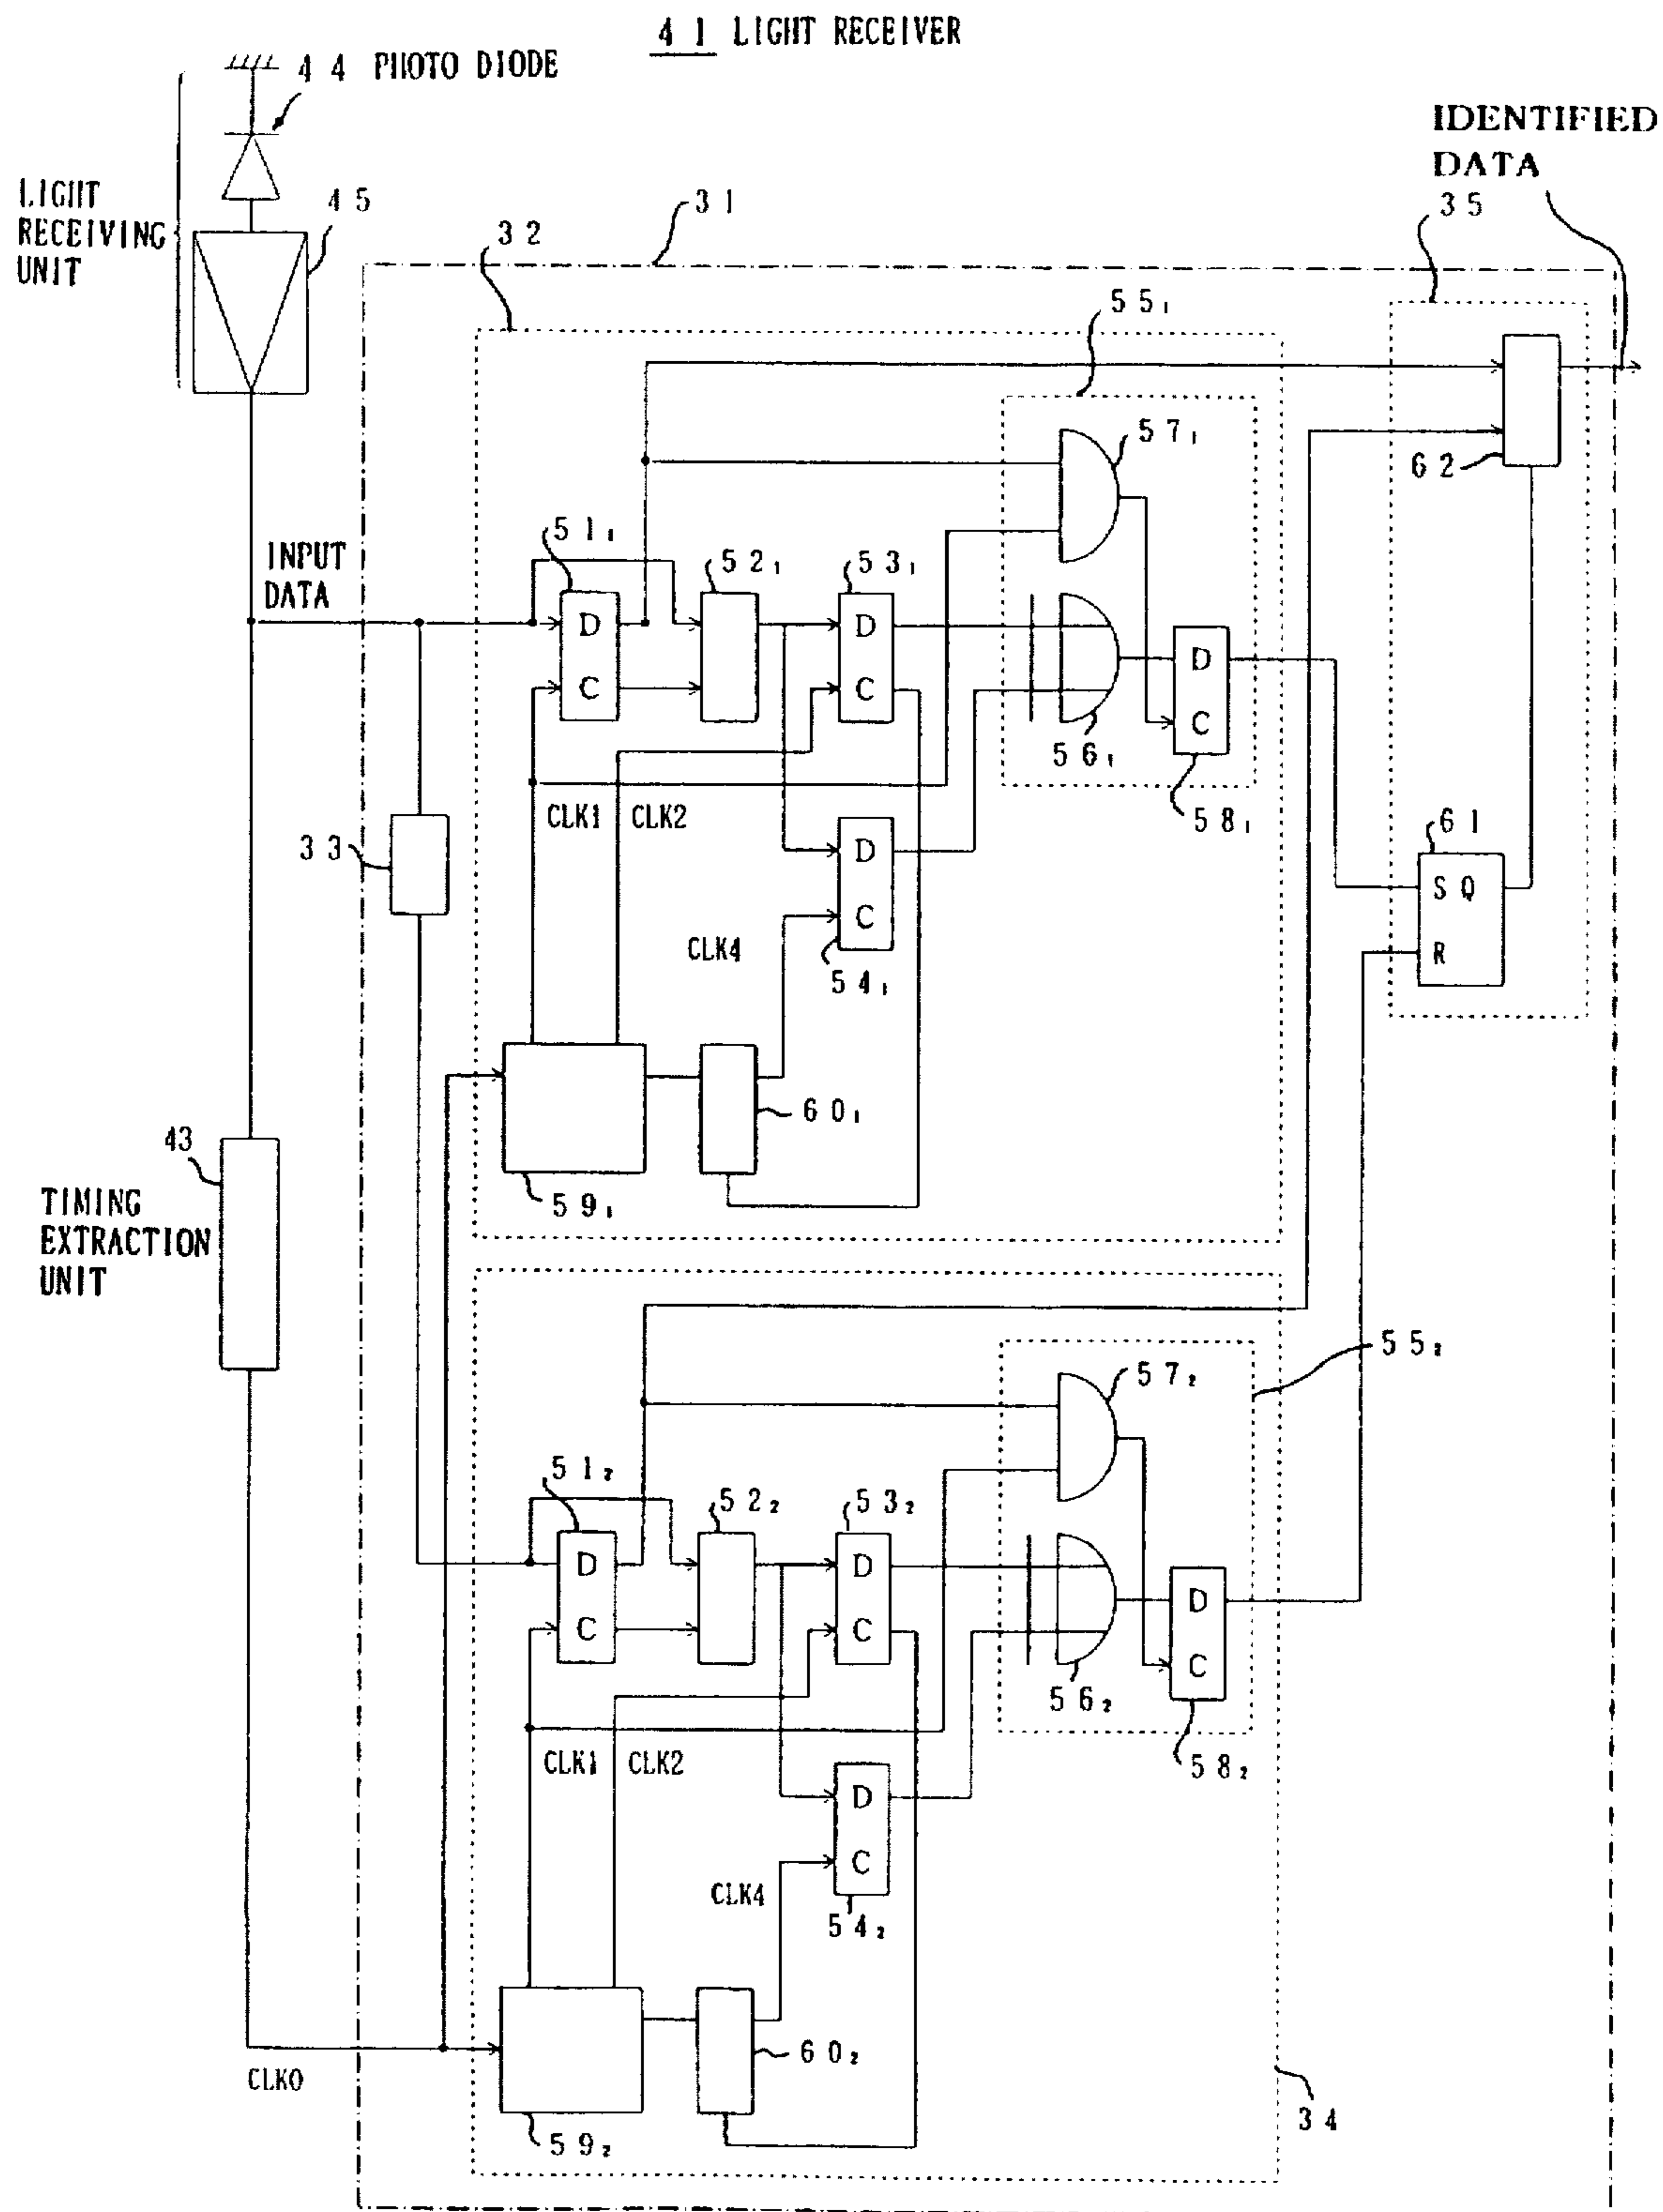 41 LIGHT RECEIVER
44 PHOTO DIODE
IDENTIFIED
DATA
LIGHT
RECEIVING
UNIT
45
31
35
32
55₁
57₁
62
INPUT
DATA
51₁
52₁
53₁
D
C
D
C
D
C
56₁
58₁
CLK1
CLK2
33
D
C
61
S Q
R
CLK4
54₁
60₁
59₁
43
TIMING
EXTRACTION
UNIT
55₂
57₂
51₂
52₂
53₂
D
C
D
C
D
C
56₂
58₂
CLK1
CLK2
D
C
CLK4
54₂
60₂
CLK0
59₂
34